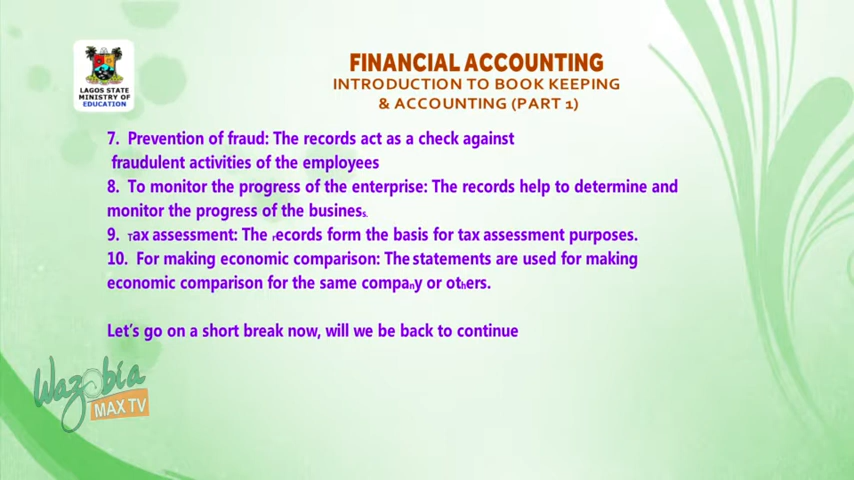 LAGOS STATE
MINISTRY OF
EDUCATION
FINANCIAL ACCOUNTING
INTRODUCTION TO BOOK KEEPING
& ACCOUNTING (PART 1)
7. Prevention of fraud: The records act as a check against
fraudulent activities of the employees
8. To monitor the progress of the enterprise: The records help to determine and
monitor the progress of the business.
9. Tax assessment: The records form the basis for tax assessment purposes.
10. For making economic comparison: The statements are used for making
economic comparison for the same company or others.
Let's go on a short break now, will we be back to continue
Wazobia
MAX TV